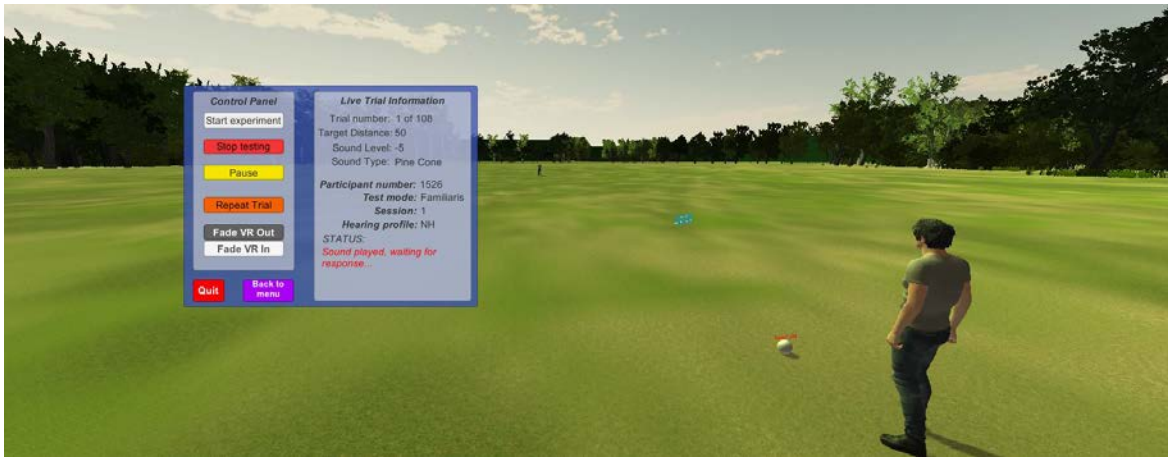 Control Panel
Start experiment
Stop testing
Pause
Repeat Trial
Fade VR Out
Fade VR In
Quit
Back to
menu
Live Trial Information
Trial number: 1 of 108
Target Distance: 50
Sound Level: -5
Sound Type: Pine Cone
Participant number: 1526
Test mode: Familiaris
Session: 1
Hearing profile: NH
STATUS:
Sound played, waiting for
response...